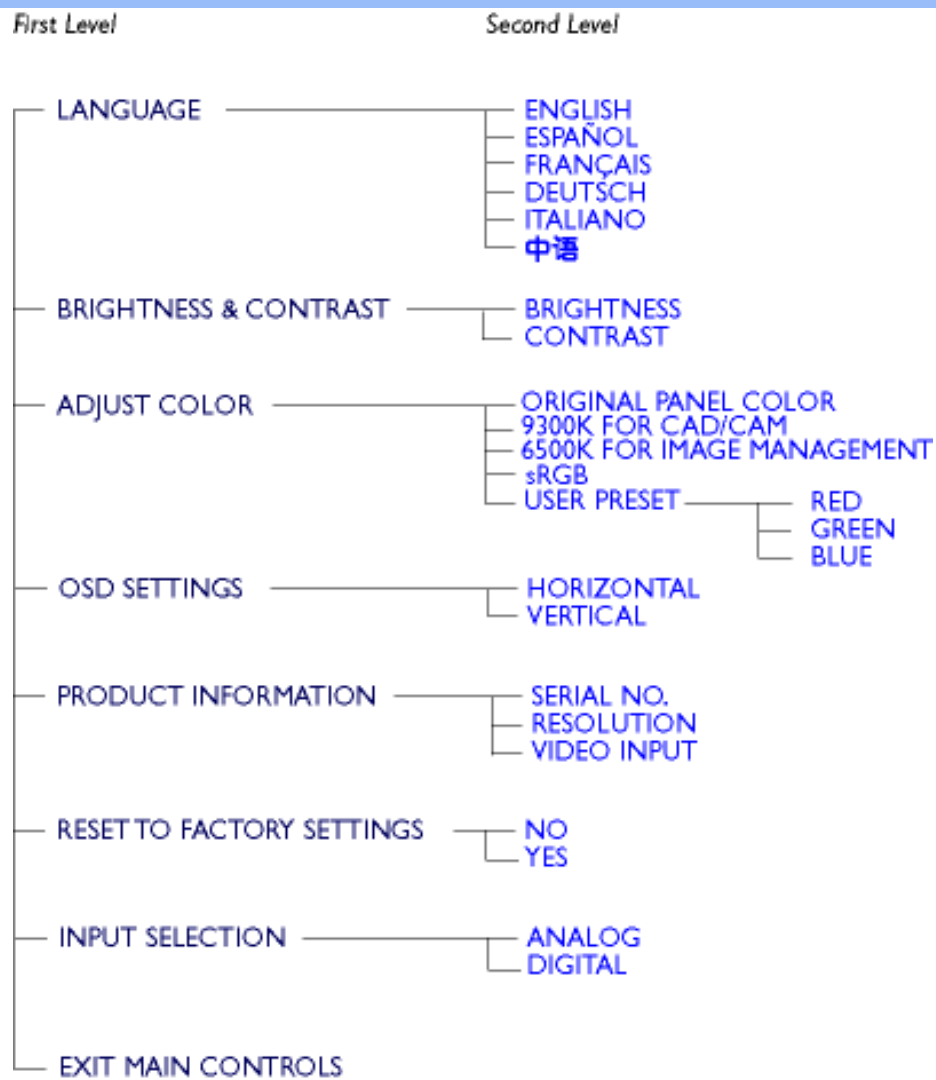 First Level Second Level
LANGUAGE ENGLISH
ESPAÑOL
FRANÇAIS
DEUTSCH
ITALIANO
中语
BRIGHTNESS & CONTRAST BRIGHTNESS
CONTRAST
ADJUST COLOR ORIGINAL PANEL COLOR
9300K FOR CAD/CAM
6500K FOR IMAGE MANAGEMENT
sRGB
USER PRESET RED
GREEN
BLUE
OSD SETTINGS HORIZONTAL
VERTICAL
PRODUCT INFORMATION SERIAL NO.
RESOLUTION
VIDEO INPUT
RESET TO FACTORY SETTINGS NO
YES
INPUT SELECTION ANALOG
DIGITAL
EXIT MAIN CONTROLS